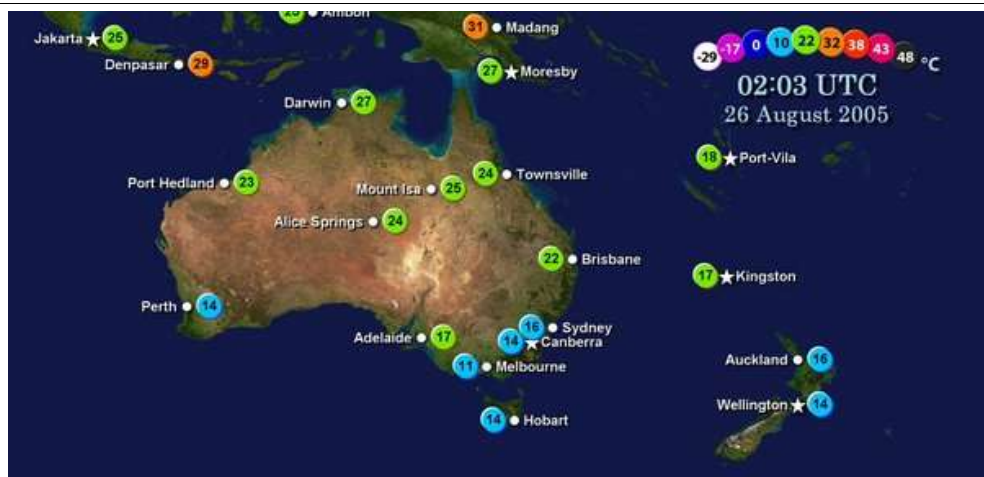 25 Ambon
31 Madang
Jakarta 25
-29 -17 0 10 22 32 38 43 48 °C
Denpasar 29
27 Moresby
02:03 UTC
26 August 2005
Darwin 27
18 Port-Vila
24 Townsville
Port Hedland 23
Mount Isa 25
Alice Springs 24
22 Brisbane
17 Kingston
Perth 14
16 Sydney
Adelaide 17
14 Canberra
11 Melbourne
Auckland 16
Wellington 14
14 Hobart